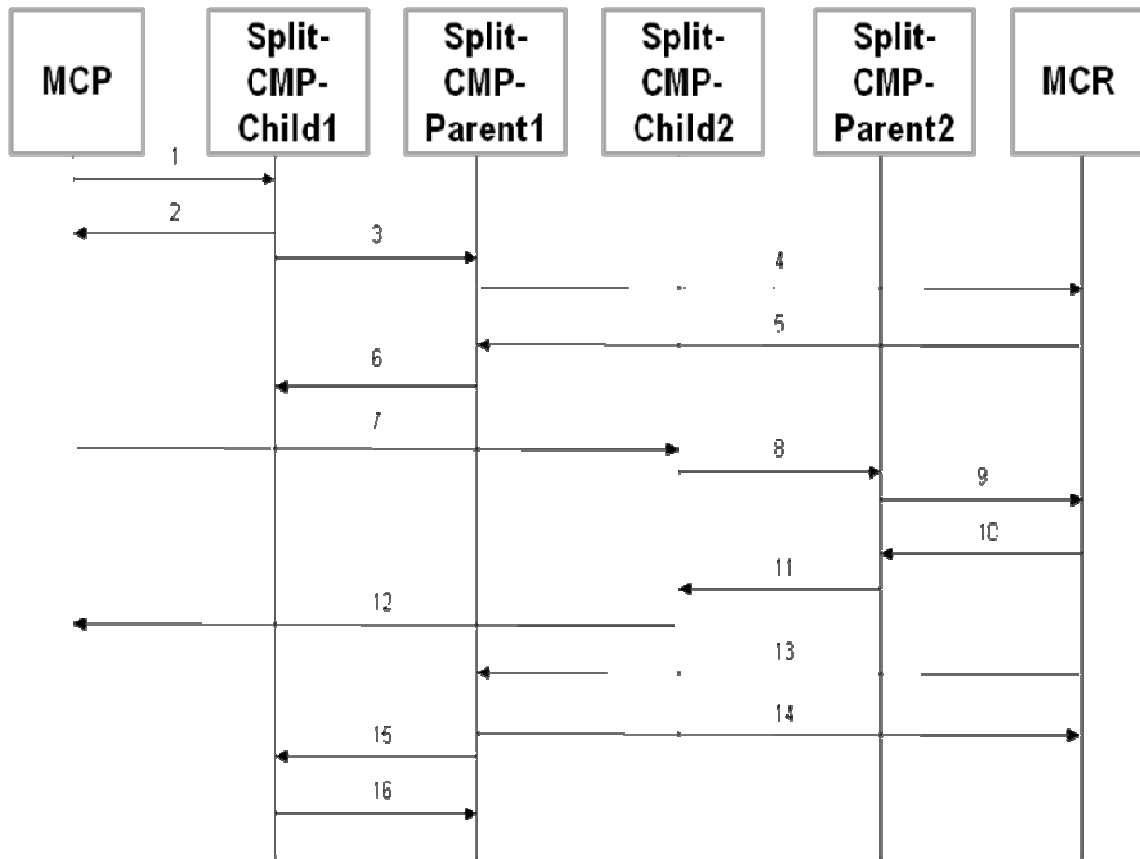 MCP
Split-
CMP-
Child1
Split-
CMP-
Parent1
Split-
CMP-
Child2
Split-
CMP-
Parent2
MCR
1
2
3
4
5
6
7
8
9
10
11
12
13
14
15
16